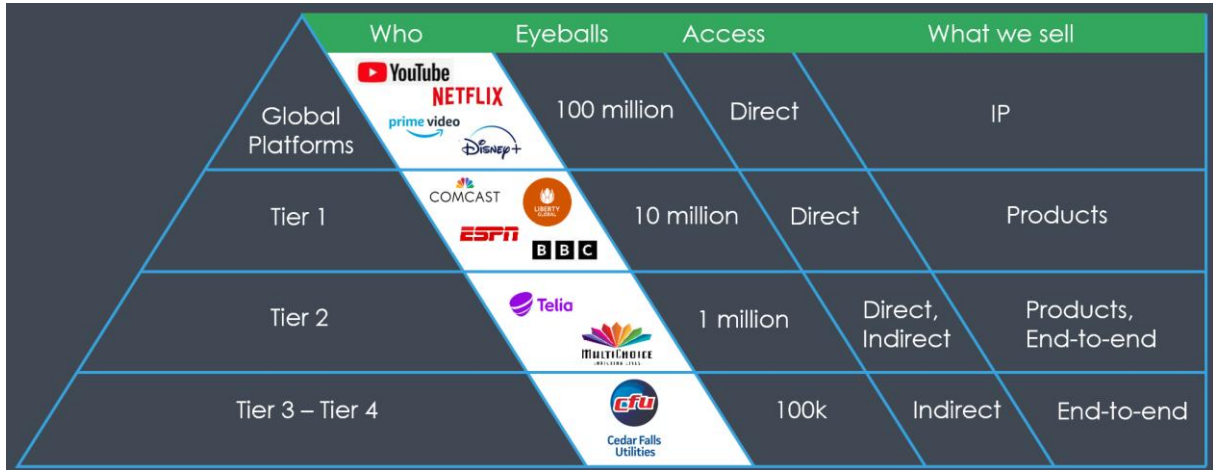 Who Eyeballs Access What we sell
YouTube
NETFLIX
prime video
Disney+
Global
Platforms
100 million
Direct
IP
COMCAST
LIBERTY
GLOBAL
ESPN
BBC
Tier 1
10 million
Direct
Products
Telia
MULTICHOICE
ENRICHING LIVES
Tier 2
1 million
Direct,
Indirect
Products,
End-to-end
cfu
Cedar Falls
Utilities
Tier 3 – Tier 4
100k
Indirect
End-to-end